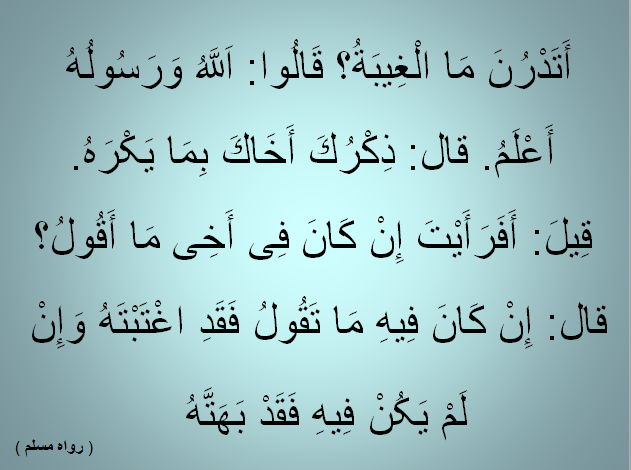 أَتَدْرُنَ مَا الْغِيبَةُ؟ قَالُوا: اَللَّهُ وَرَسُولُهُ
أَعْلَمُ. قال: ذِكْرُكَ أَخَاكَ بِمَا يَكْرَهُ.
قِيلَ: أَفَرَأَيْتَ إِنْ كَانَ فِى أَخِى مَا أَقُولُ؟
قال: إِنْ كَانَ فِيهِ مَا تَقُولُ فَقَدِ اغْتَبْتَهُ وَإِنْ
لَمْ يَكُنْ فِيهِ فَقَدْ بَهَتَّهُ
( رواه مسلم )